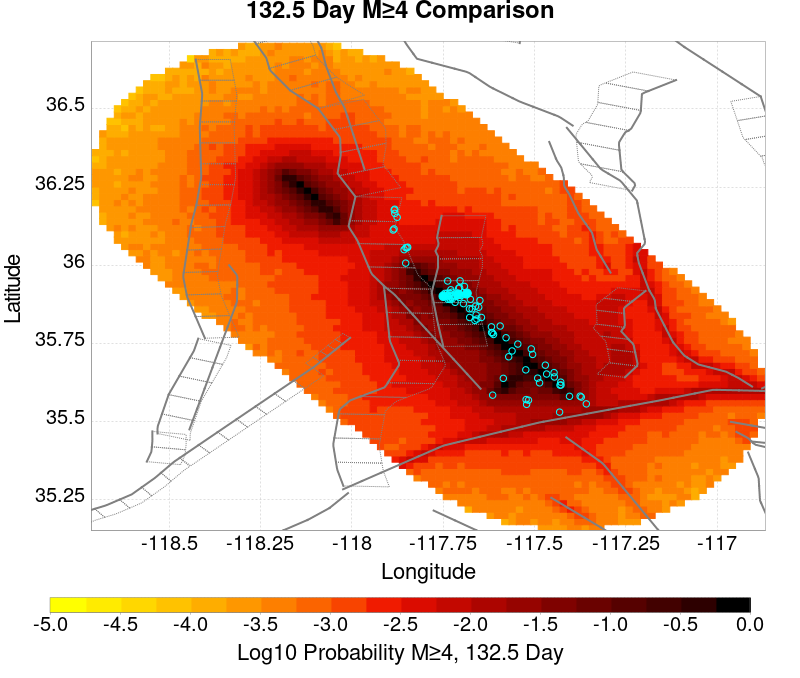 132.5 Day M≥4 Comparison
36.5
36.25
36
35.75
35.5
35.25
Latitude
-118.5 -118.25 -118 -117.75 -117.5 -117.25 -117
Longitude
-5.0 -4.5 -4.0 -3.5 -3.0 -2.5 -2.0 -1.5 -1.0 -0.5 0.0
Log10 Probability M≥4, 132.5 Day